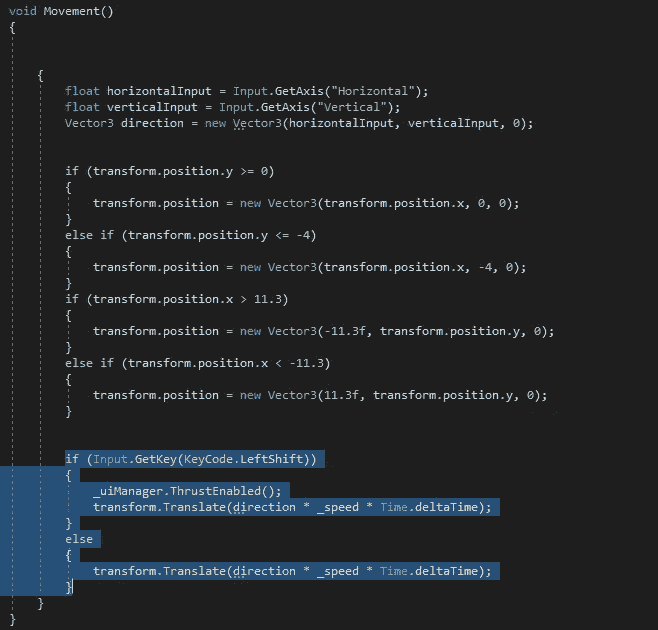 void Movement()
{
{
float horizontalInput = Input.GetAxis("Horizontal");
float verticalInput = Input.GetAxis("Vertical");
Vector3 direction = new Vector3(horizontalInput, verticalInput, 0);
if (transform.position.y >= 0)
{
transform.position = new Vector3(transform.position.x, 0, 0);
}
else if (transform.position.y <= -4)
{
transform.position = new Vector3(transform.position.x, -4, 0);
}
if (transform.position.x > 11.3)
{
transform.position = new Vector3(-11.3f, transform.position.y, 0);
}
else if (transform.position.x < -11.3)
{
transform.position = new Vector3(11.3f, transform.position.y, 0);
}
if (Input.GetKey(KeyCode.LeftShift))
{
_uiManager.ThrustEnabled();
transform.Translate(direction * _speed * Time.deltaTime);
}
else
{
transform.Translate(direction * _speed * Time.deltaTime);
}
}
}